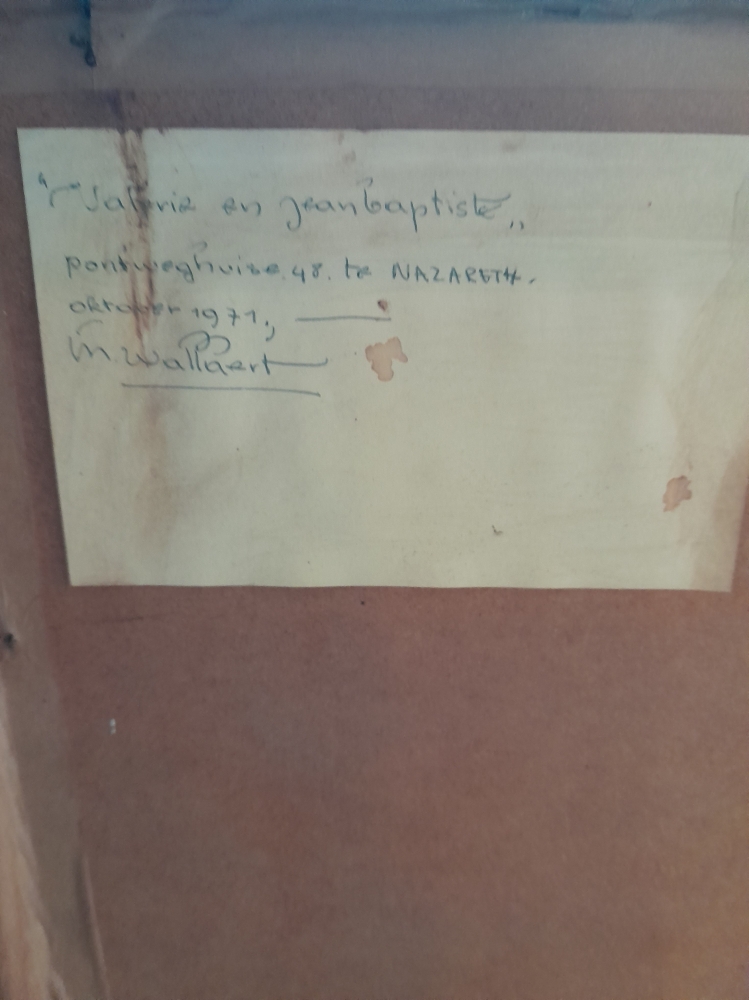 "Valerie en jeanbaptiste,,
pontweghuise. 48. te NAZARETH.
oktober 1971,
M. Wallaert